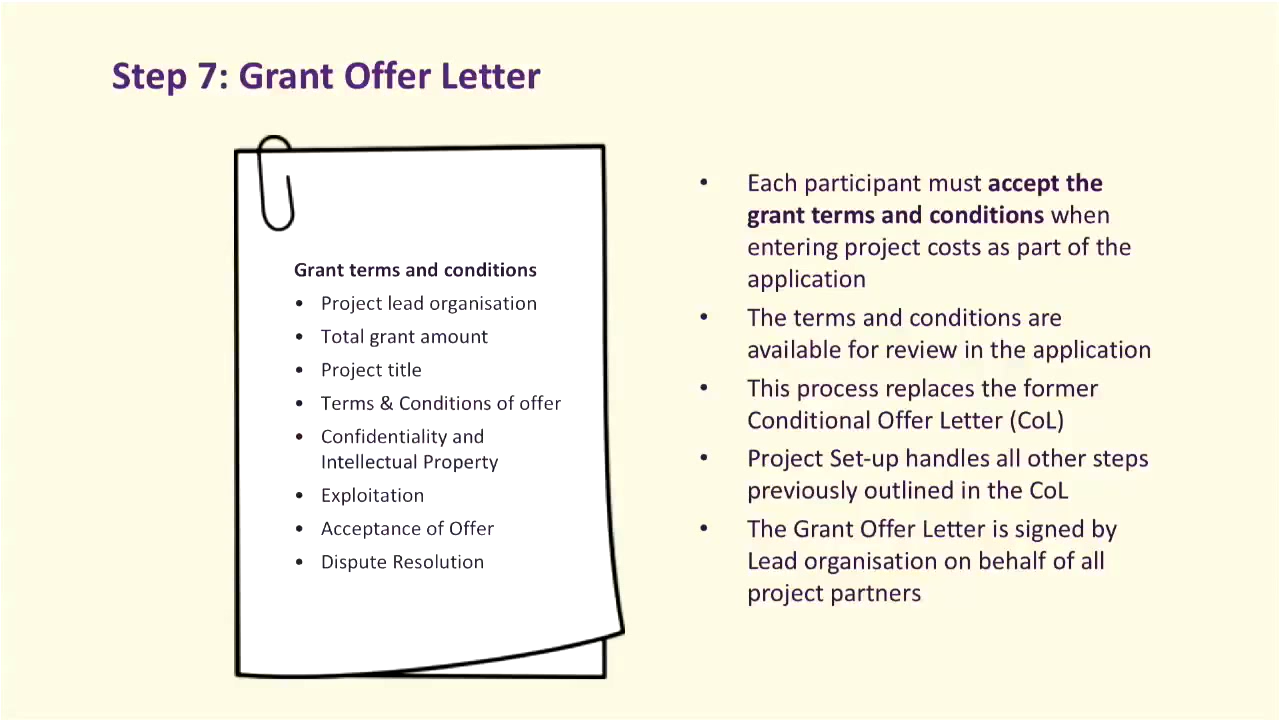 Step 7: Grant Offer Letter
Grant terms and conditions
• Project lead organisation
• Total grant amount
• Project title
• Terms & Conditions of offer
• Confidentiality and
Intellectual Property
• Exploitation
• Acceptance of Offer
• Dispute Resolution
• Each participant must accept the
grant terms and conditions when
entering project costs as part of the
application
• The terms and conditions are
available for review in the application
• This process replaces the former
Conditional Offer Letter (CoL)
• Project Set-up handles all other steps
previously outlined in the CoL
• The Grant Offer Letter is signed by
Lead organisation on behalf of all
project partners